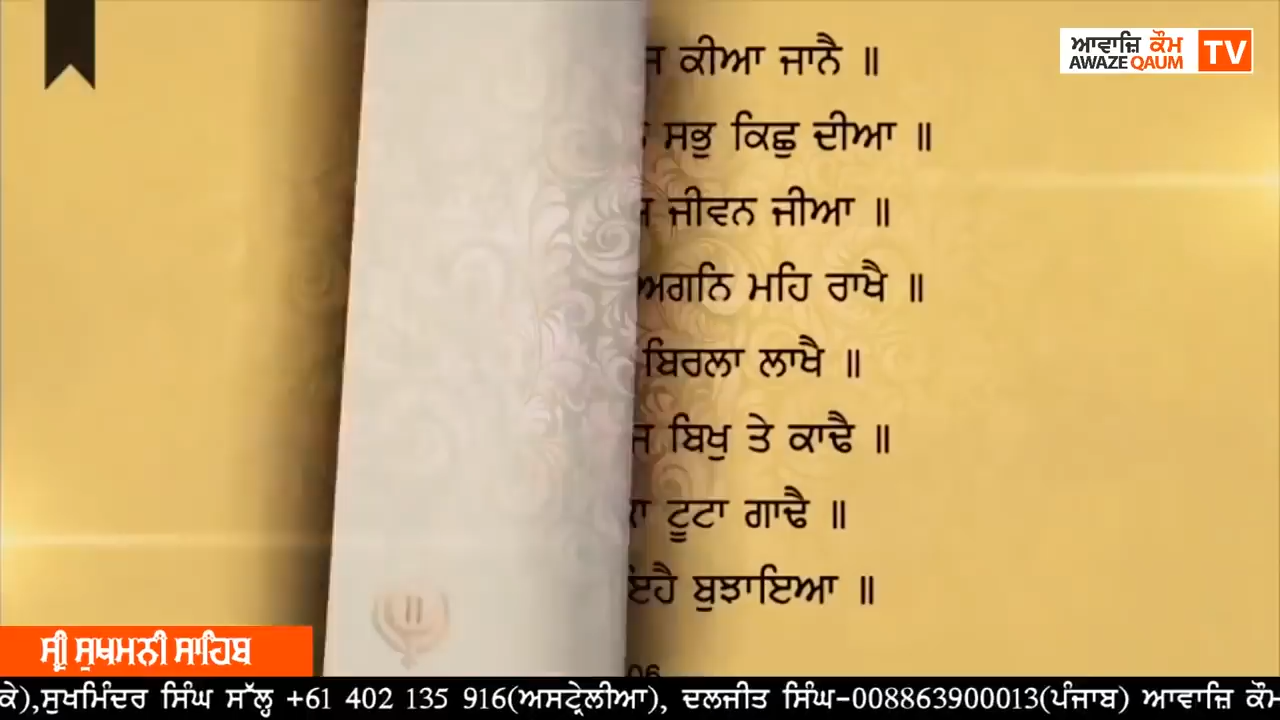 ਆਵਾਜ਼ਿ ਕੌਮ
AWAZE QAUM TV
ਕੀਆ ਜਾਨੈ ॥
ਸਭੁ ਕਿਛੁ ਦੀਆ ॥
ਜੀਵਨ ਜੀਆ ॥
ਅਗਨਿ ਮਹਿ ਰਾਖੈ ॥
ਬਿਰਲਾ ਲਾਖੈ ॥
ਬਿਖੁ ਤੇ ਕਾਢੈ ॥
ਟੂਟਾ ਗਾਢੈ ॥
ਬੁਝਾਇਆ ॥
ਸ੍ਰੀ ਸੁਖਮਨੀ ਸਾਹਿਬ
ਕੇ),ਸੁਖਮਿੰਦਰ ਸਿੰਘ ਸੱਲ੍ਹ +61 402 135 916(ਅਸਟ੍ਰੇਲੀਆ), ਦਲਜੀਤ ਸਿੰਘ-008863900013(ਪੰਜਾਬ) ਆਵਾਜ਼ਿ ਕੌਮ